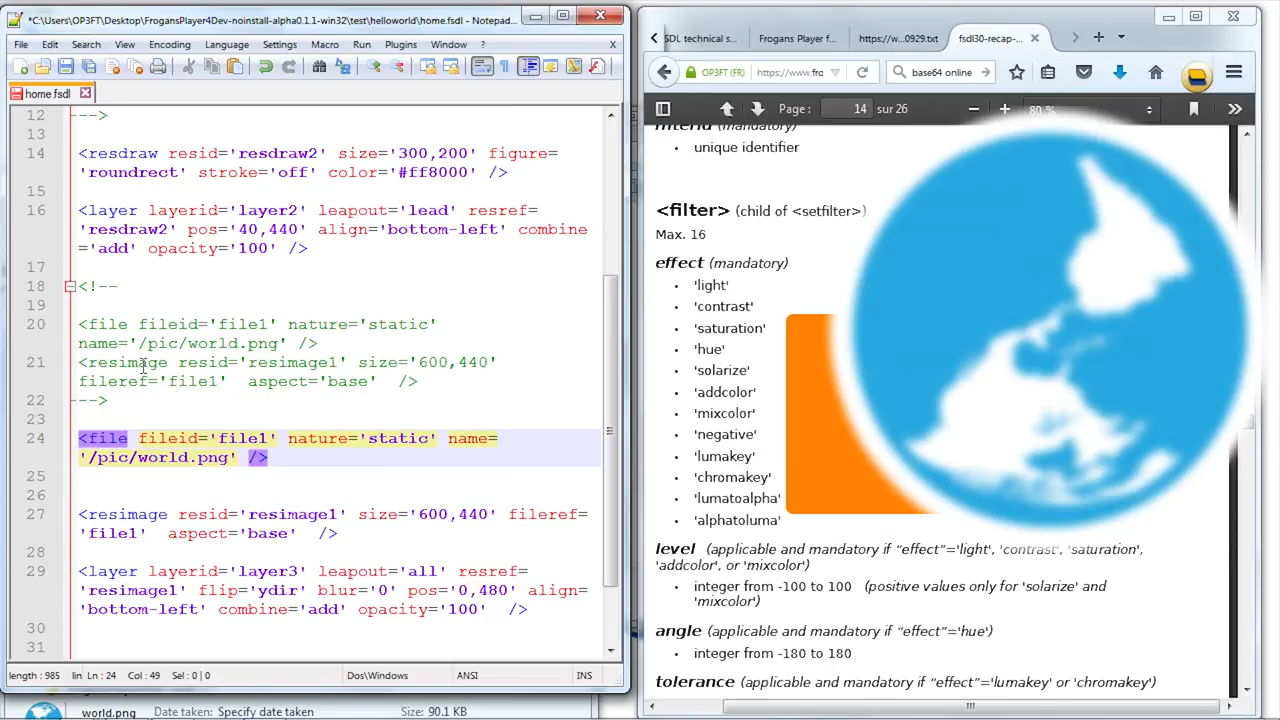 *C:\Users\OP3FT\Desktop\FrogansPlayer4Dev-noinstall-alpha0.1.1-win32\test\helloworld\home.fsdl - Notepad...
File Edit Search View Encoding Language Settings Macro Run Plugins Window ? X
home.fsdl
12 -->
13
14 <resdraw resid='resdraw2' size='300,200' figure=
'roundrect' stroke='off' color='#ff8000' />
15
16 <layer layerid='layer2' leapout='lead' resref=
'resdraw2' pos='40,440' align='bottom-left' combine
='add' opacity='100' />
17
18 <!--
19
20 <file fileid='file1' nature='static'
name='/pic/world.png' />
21 <resimage resid='resimage1' size='600,440'
fileref='file1' aspect='base' />
22 -->
23
24 <file fileid='file1' nature='static' name=
'/pic/world.png' />
25
26
27 <resimage resid='resimage1' size='600,440' fileref=
'file1' aspect='base' />
28
29 <layer layerid='layer3' leapout='all' resref=
'resimage1' flip='ydir' blur='0' pos='0,480' align=
'bottom-left' combine='add' opacity='100' />
30
31
length : 985 lin Ln : 24 Col : 49 Sel : 0 | 0 Dos\Windows ANSI INS
world.png Date taken: Specify date taken Size: 90.1 KB
SDL technical s... Frogans Player f... https://w...0929.txt fsdl30-recap-...
OP3FT (FR) https://www.fro base64 online
Page : 14 sur 26 80 %
filterid (mandatory)
• unique identifier
<filter> (child of <setfilter>)
Max. 16
effect (mandatory)
• 'light'
• 'contrast'
• 'saturation'
• 'hue'
• 'solarize'
• 'addcolor'
• 'mixcolor'
• 'negative'
• 'lumakey'
• 'chromakey'
• 'lumatoalpha'
• 'alphatoluma'
level (applicable and mandatory if “effect”='light', 'contrast', 'saturation',
'addcolor', or 'mixcolor')
• integer from -100 to 100 (positive values only for 'solarize' and
'mixcolor')
angle (applicable and mandatory if “effect”='hue')
• integer from -180 to 180
tolerance (applicable and mandatory if “effect”='lumakey' or 'chromakey')